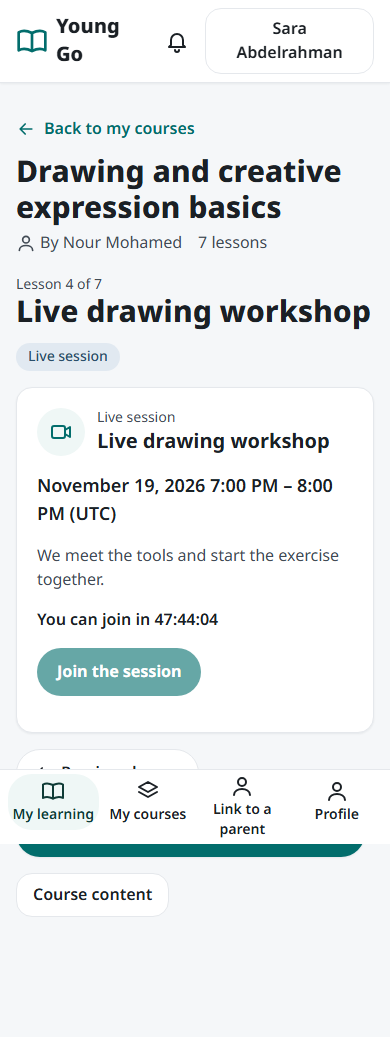 Young
Go
Sara
Abdelrahman
Back to my courses
Drawing and creative
expression basics
By Nour Mohamed 7 lessons
Lesson 4 of 7
Live drawing workshop
Live session
Live session
Live drawing workshop
November 19, 2026 7:00 PM – 8:00
PM (UTC)
We meet the tools and start the exercise
together.
You can join in 47:44:04
Join the session
My learning
My courses
Link to a
parent
Profile
Course content